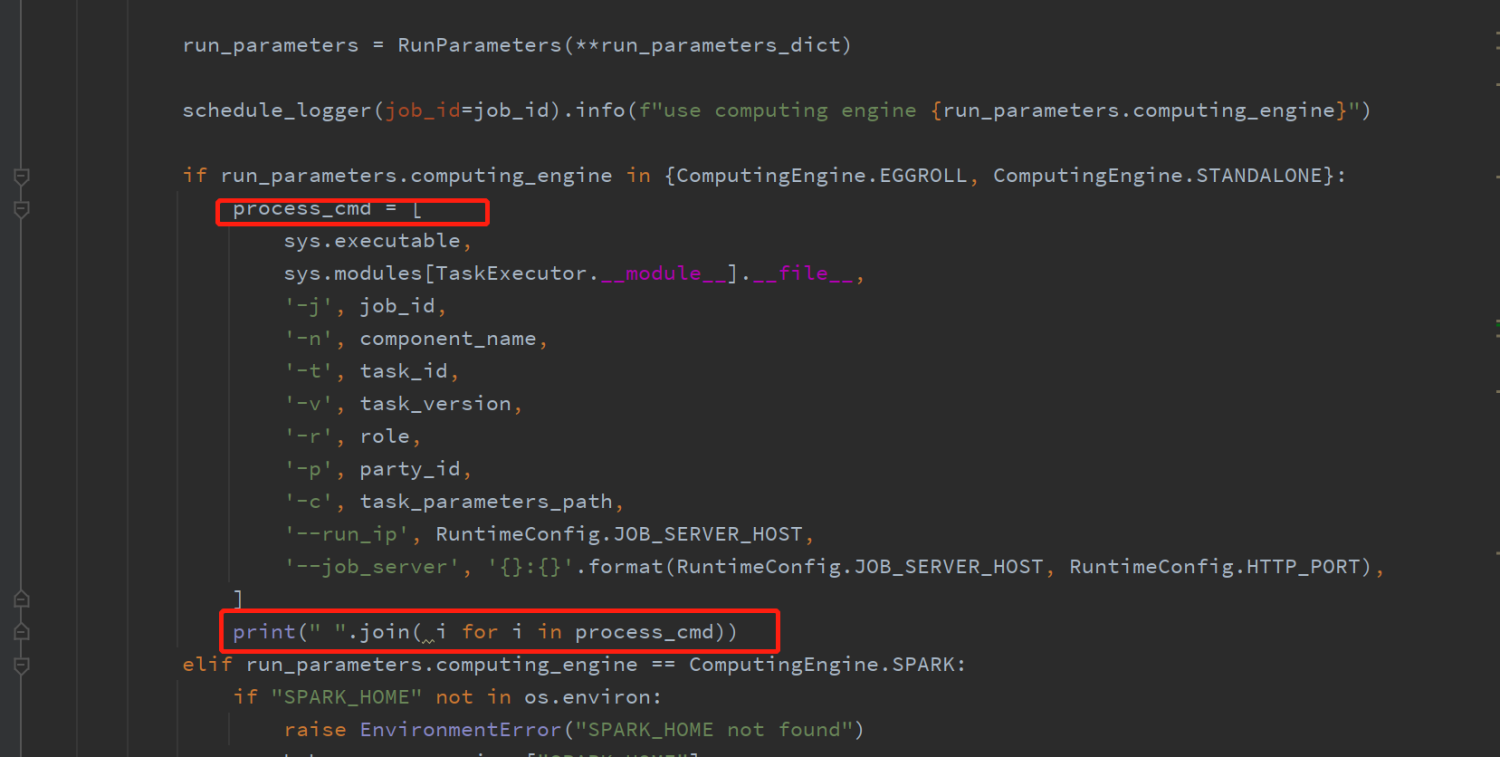 run_parameters = RunParameters(**run_parameters_dict)
schedule_logger(job_id=job_id).info(f"use computing engine {run_parameters.computing_engine}")
if run_parameters.computing_engine in {ComputingEngine.EGGROLL, ComputingEngine.STANDALONE}:
process_cmd = [
sys.executable,
sys.modules[TaskExecutor.__module__].__file__,
'-j', job_id,
'-n', component_name,
'-t', task_id,
'-v', task_version,
'-r', role,
'-p', party_id,
'-c', task_parameters_path,
'--run_ip', RuntimeConfig.JOB_SERVER_HOST,
'--job_server', '{}:{}'.format(RuntimeConfig.JOB_SERVER_HOST, RuntimeConfig.HTTP_PORT),
]
print(" ".join( i for i in process_cmd))
elif run_parameters.computing_engine == ComputingEngine.SPARK:
if "SPARK_HOME" not in os.environ:
raise EnvironmentError("SPARK_HOME not found")